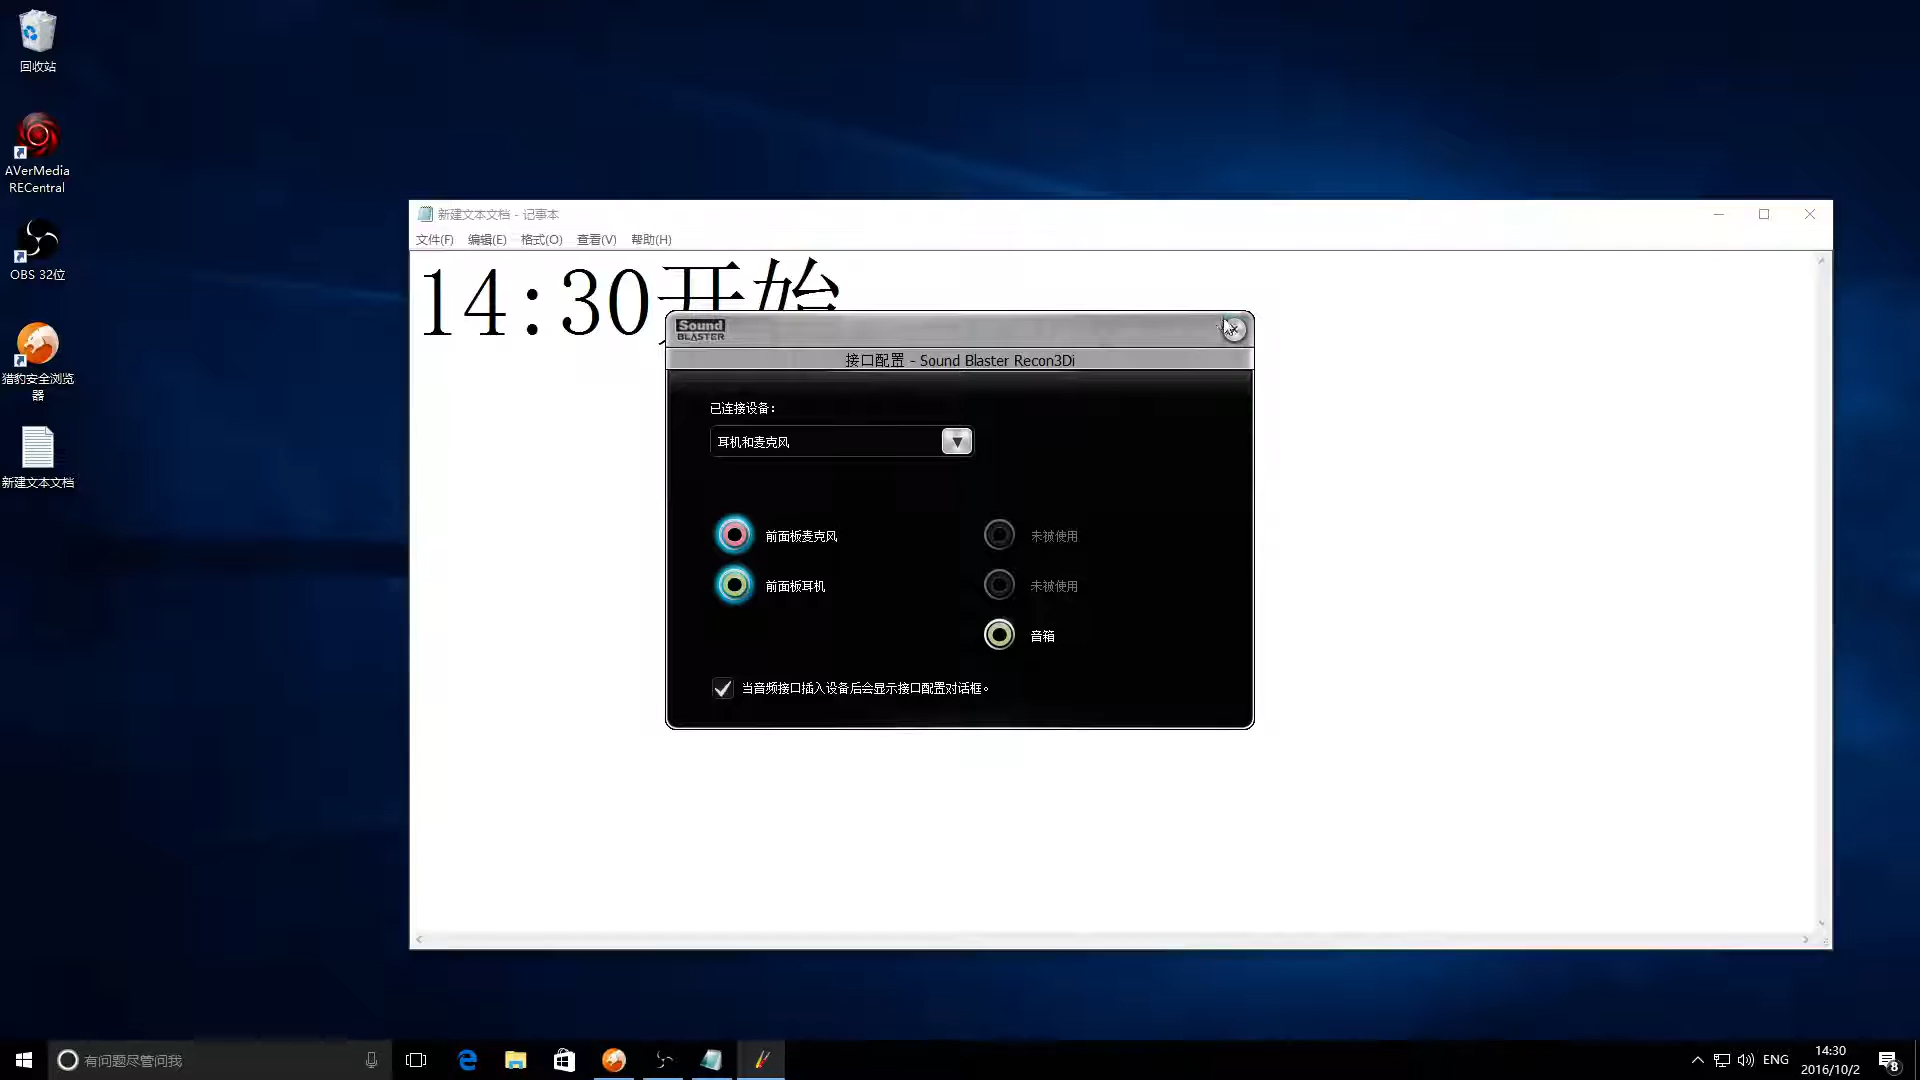 回收站
AVerMedia
RECentral
OBS 32位
猎豹安全浏览
器
新建文本文档
新建文本文档 - 记事本
文件(F) 编辑(E) 格式(O) 查看(V) 帮助(H)
14:30开始
Sound
BLASTER
接口配置 - Sound Blaster Recon3Di
已连接设备：
耳机和麦克风
前面板麦克风
未被使用
前面板耳机
未被使用
音箱
当音频接口插入设备后会显示接口配置对话框。
有问题尽管问我
ENG
14:30
2016/10/2
8